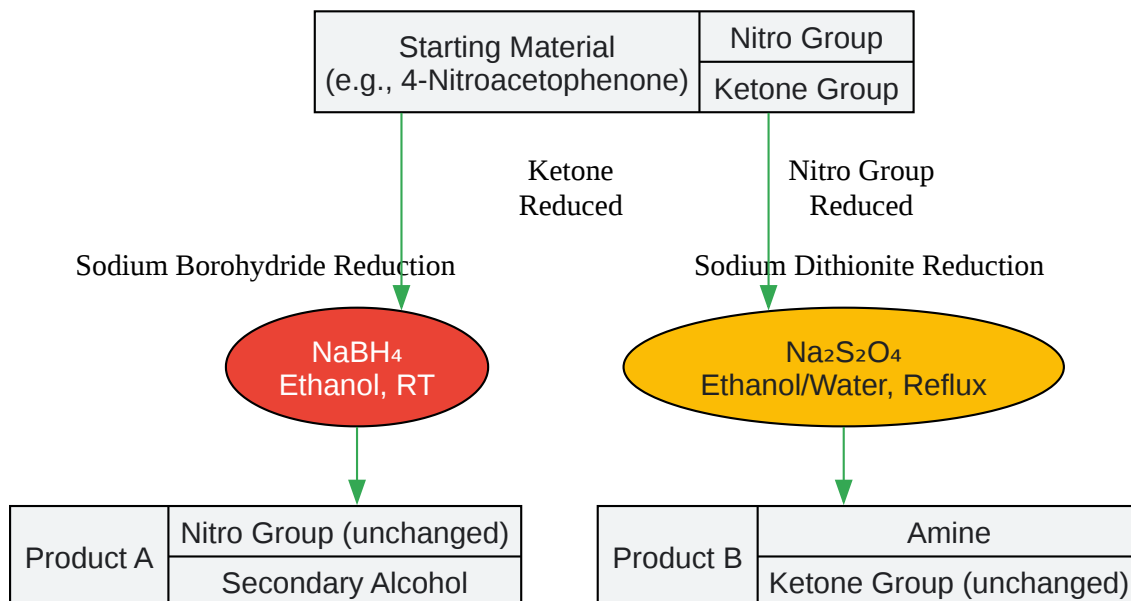 Starting Material
(e.g., 4-Nitroacetophenone)
Nitro Group
Ketone Group
Ketone
Reduced
Nitro Group
Reduced
Sodium Borohydride Reduction
Sodium Dithionite Reduction
NaBH₄
Ethanol, RT
Na₂S₂O₄
Ethanol/Water, Reflux
Product A
Nitro Group (unchanged)
Secondary Alcohol
Product B
Amine
Ketone Group (unchanged)